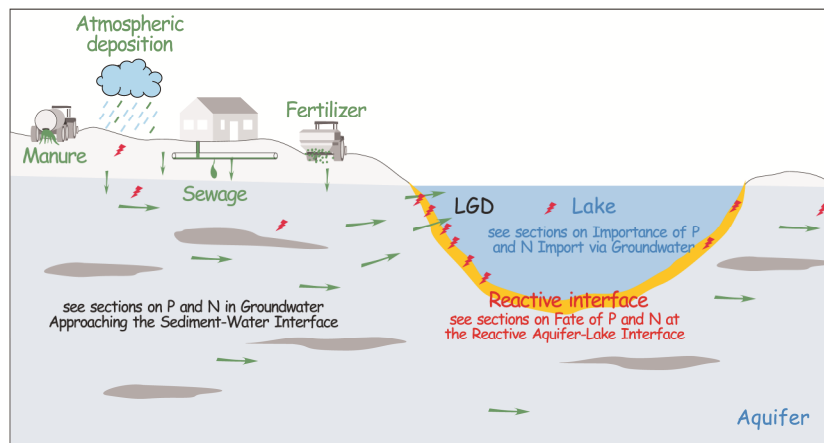 Atmospheric
deposition
Fertilizer
Manure
Sewage
LGD
Lake
see sections on Importance of P
and N Import via Groundwater
Reactive interface
see sections on Fate of P and N at
the Reactive Aquifer-Lake Interface
see sections on P and N in Groundwater
Approaching the Sediment-Water Interface
Aquifer